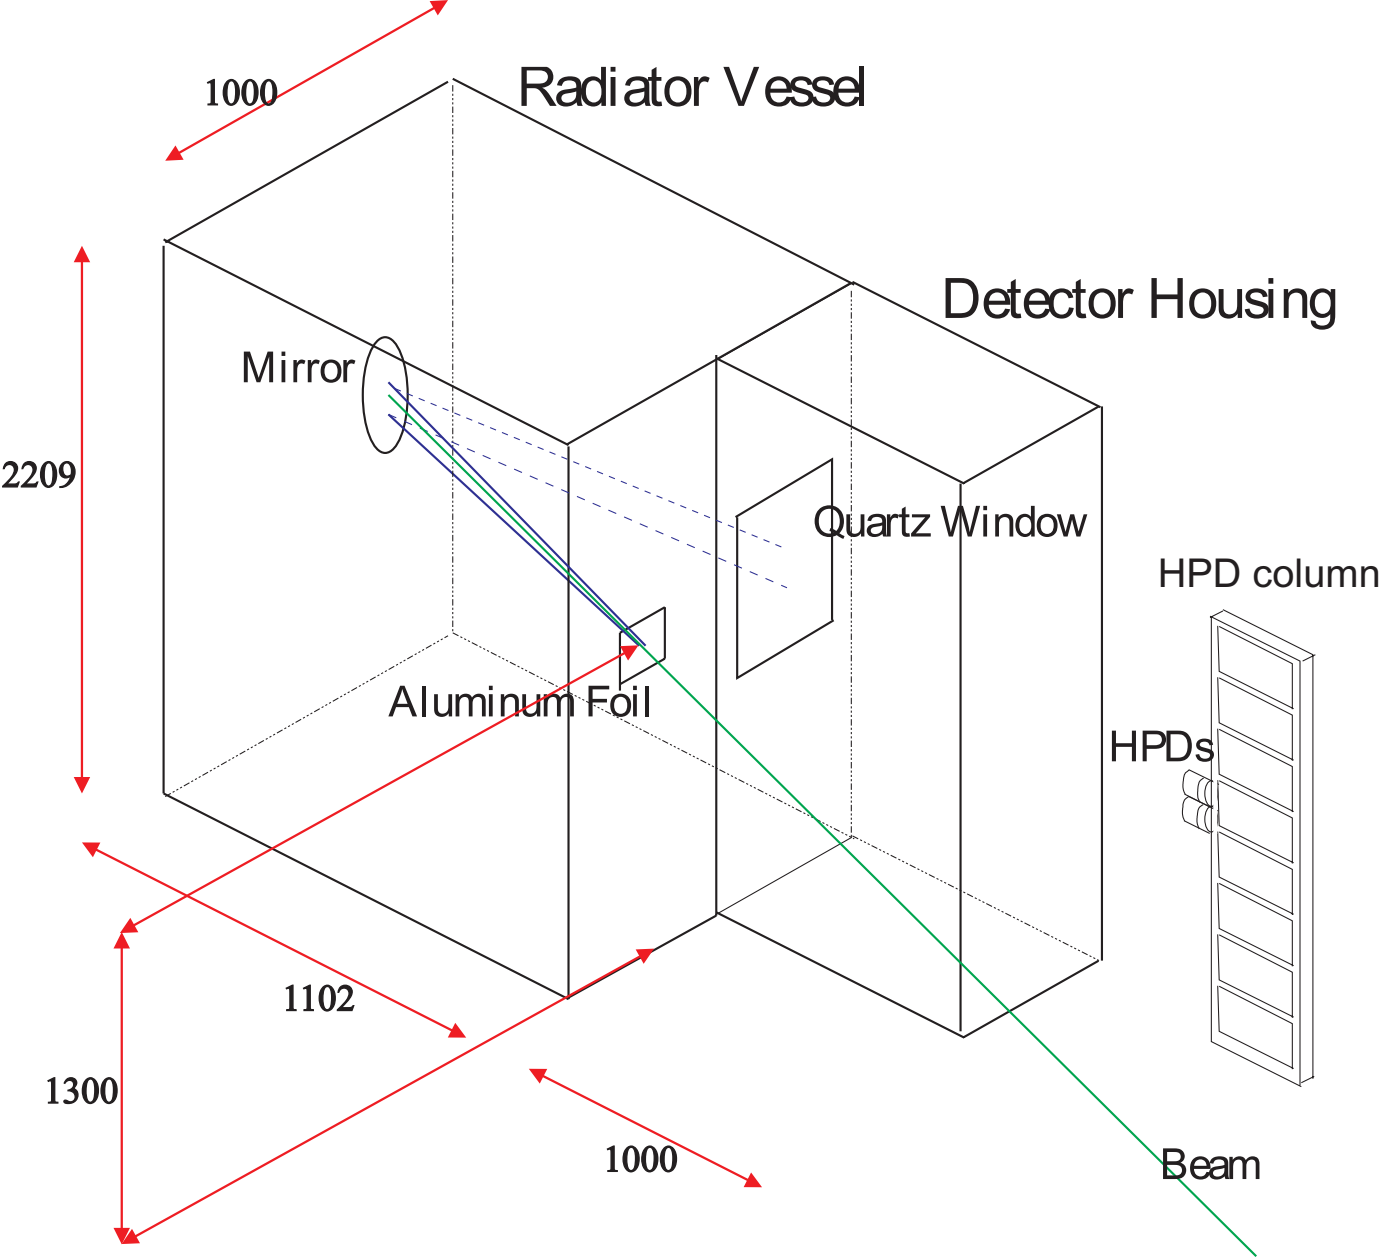 1000
Radiator Vessel
Detector Housing
Mirror
2209
Quartz Window
HPD column
Aluminum Foil
HPDs
1102
1300
1000
Beam